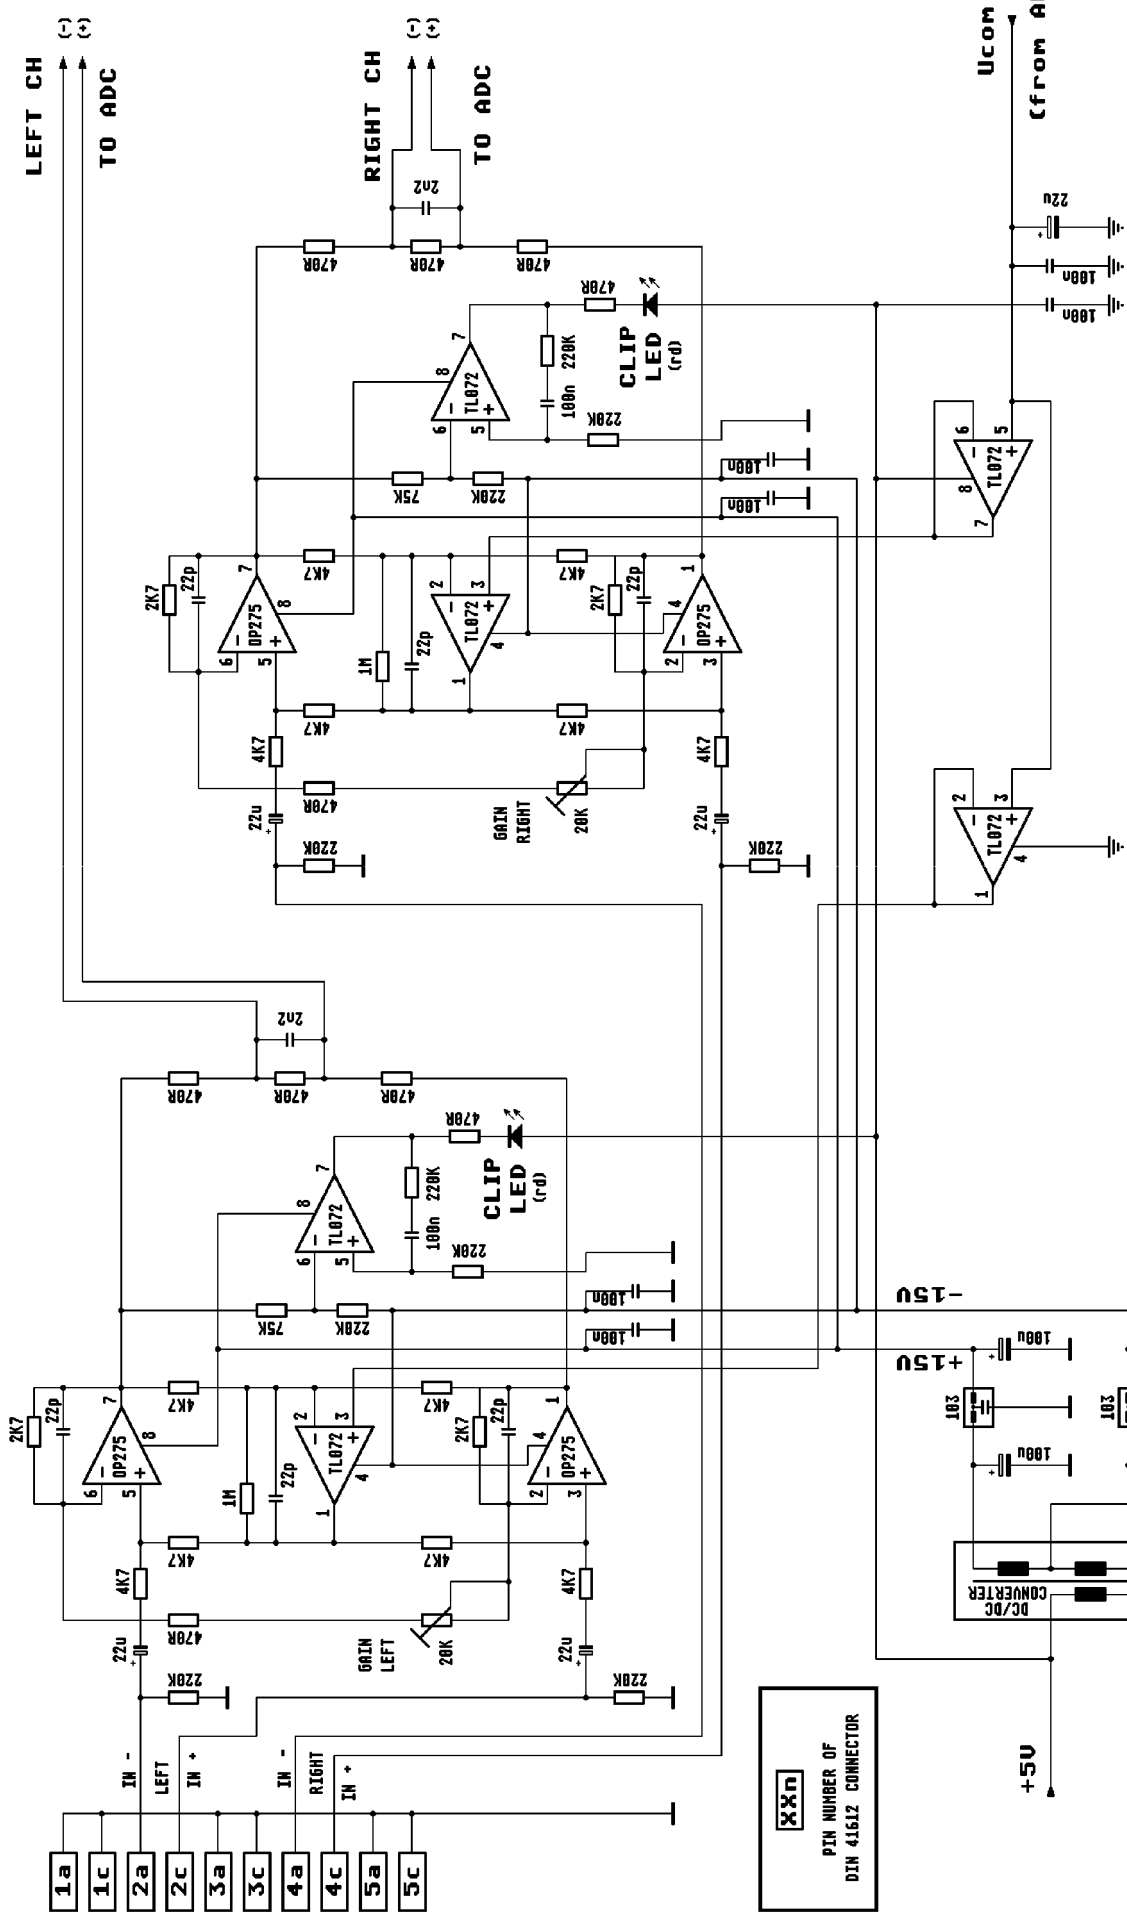 1a
1c
2a
2c
3a
3c
4a
4c
5a
5c
IN -
LEFT
IN +
IN -
RIGHT
IN +
220K
22u
+
4K7
470R
4K7
2K7
22p
6
5
-
+
OP275
7
8
4K7
1M
22p
2
3
-
+
TL072
1
4
4K7
4K7
2K7
22p
2
3
-
+
OP275
1
4
GAIN
LEFT
20K
220K
22u
+
4K7
75K
220K
6
5
-
+
TL072
7
8
100n
220K
220K
470R
CLIP
LED
(rd)
100n
100n
470R
470R
470R
2n2
LEFT CH
(-)
(+)
TO ADC
220K
22u
+
4K7
470R
4K7
2K7
22p
6
5
-
+
OP275
7
8
4K7
1M
22p
2
3
-
+
TL072
1
4
4K7
4K7
2K7
22p
2
3
-
+
OP275
1
4
GAIN
RIGHT
20K
220K
22u
+
4K7
75K
220K
6
5
-
+
TL072
7
8
100n
220K
220K
470R
CLIP
LED
(rd)
100n
100n
470R
470R
470R
2n2
RIGHT CH
(-)
(+)
TO ADC
XXn
PIN NUMBER OF
DIN 41612 CONNECTOR
+5V
DC/DC
CONVERTER
100u
+
103
100u
+
103
+15V
-15V
2
3
-
+
TL072
1
4
6
5
-
+
TL072
7
8
100n
100n
22u
+
Ucom
(from